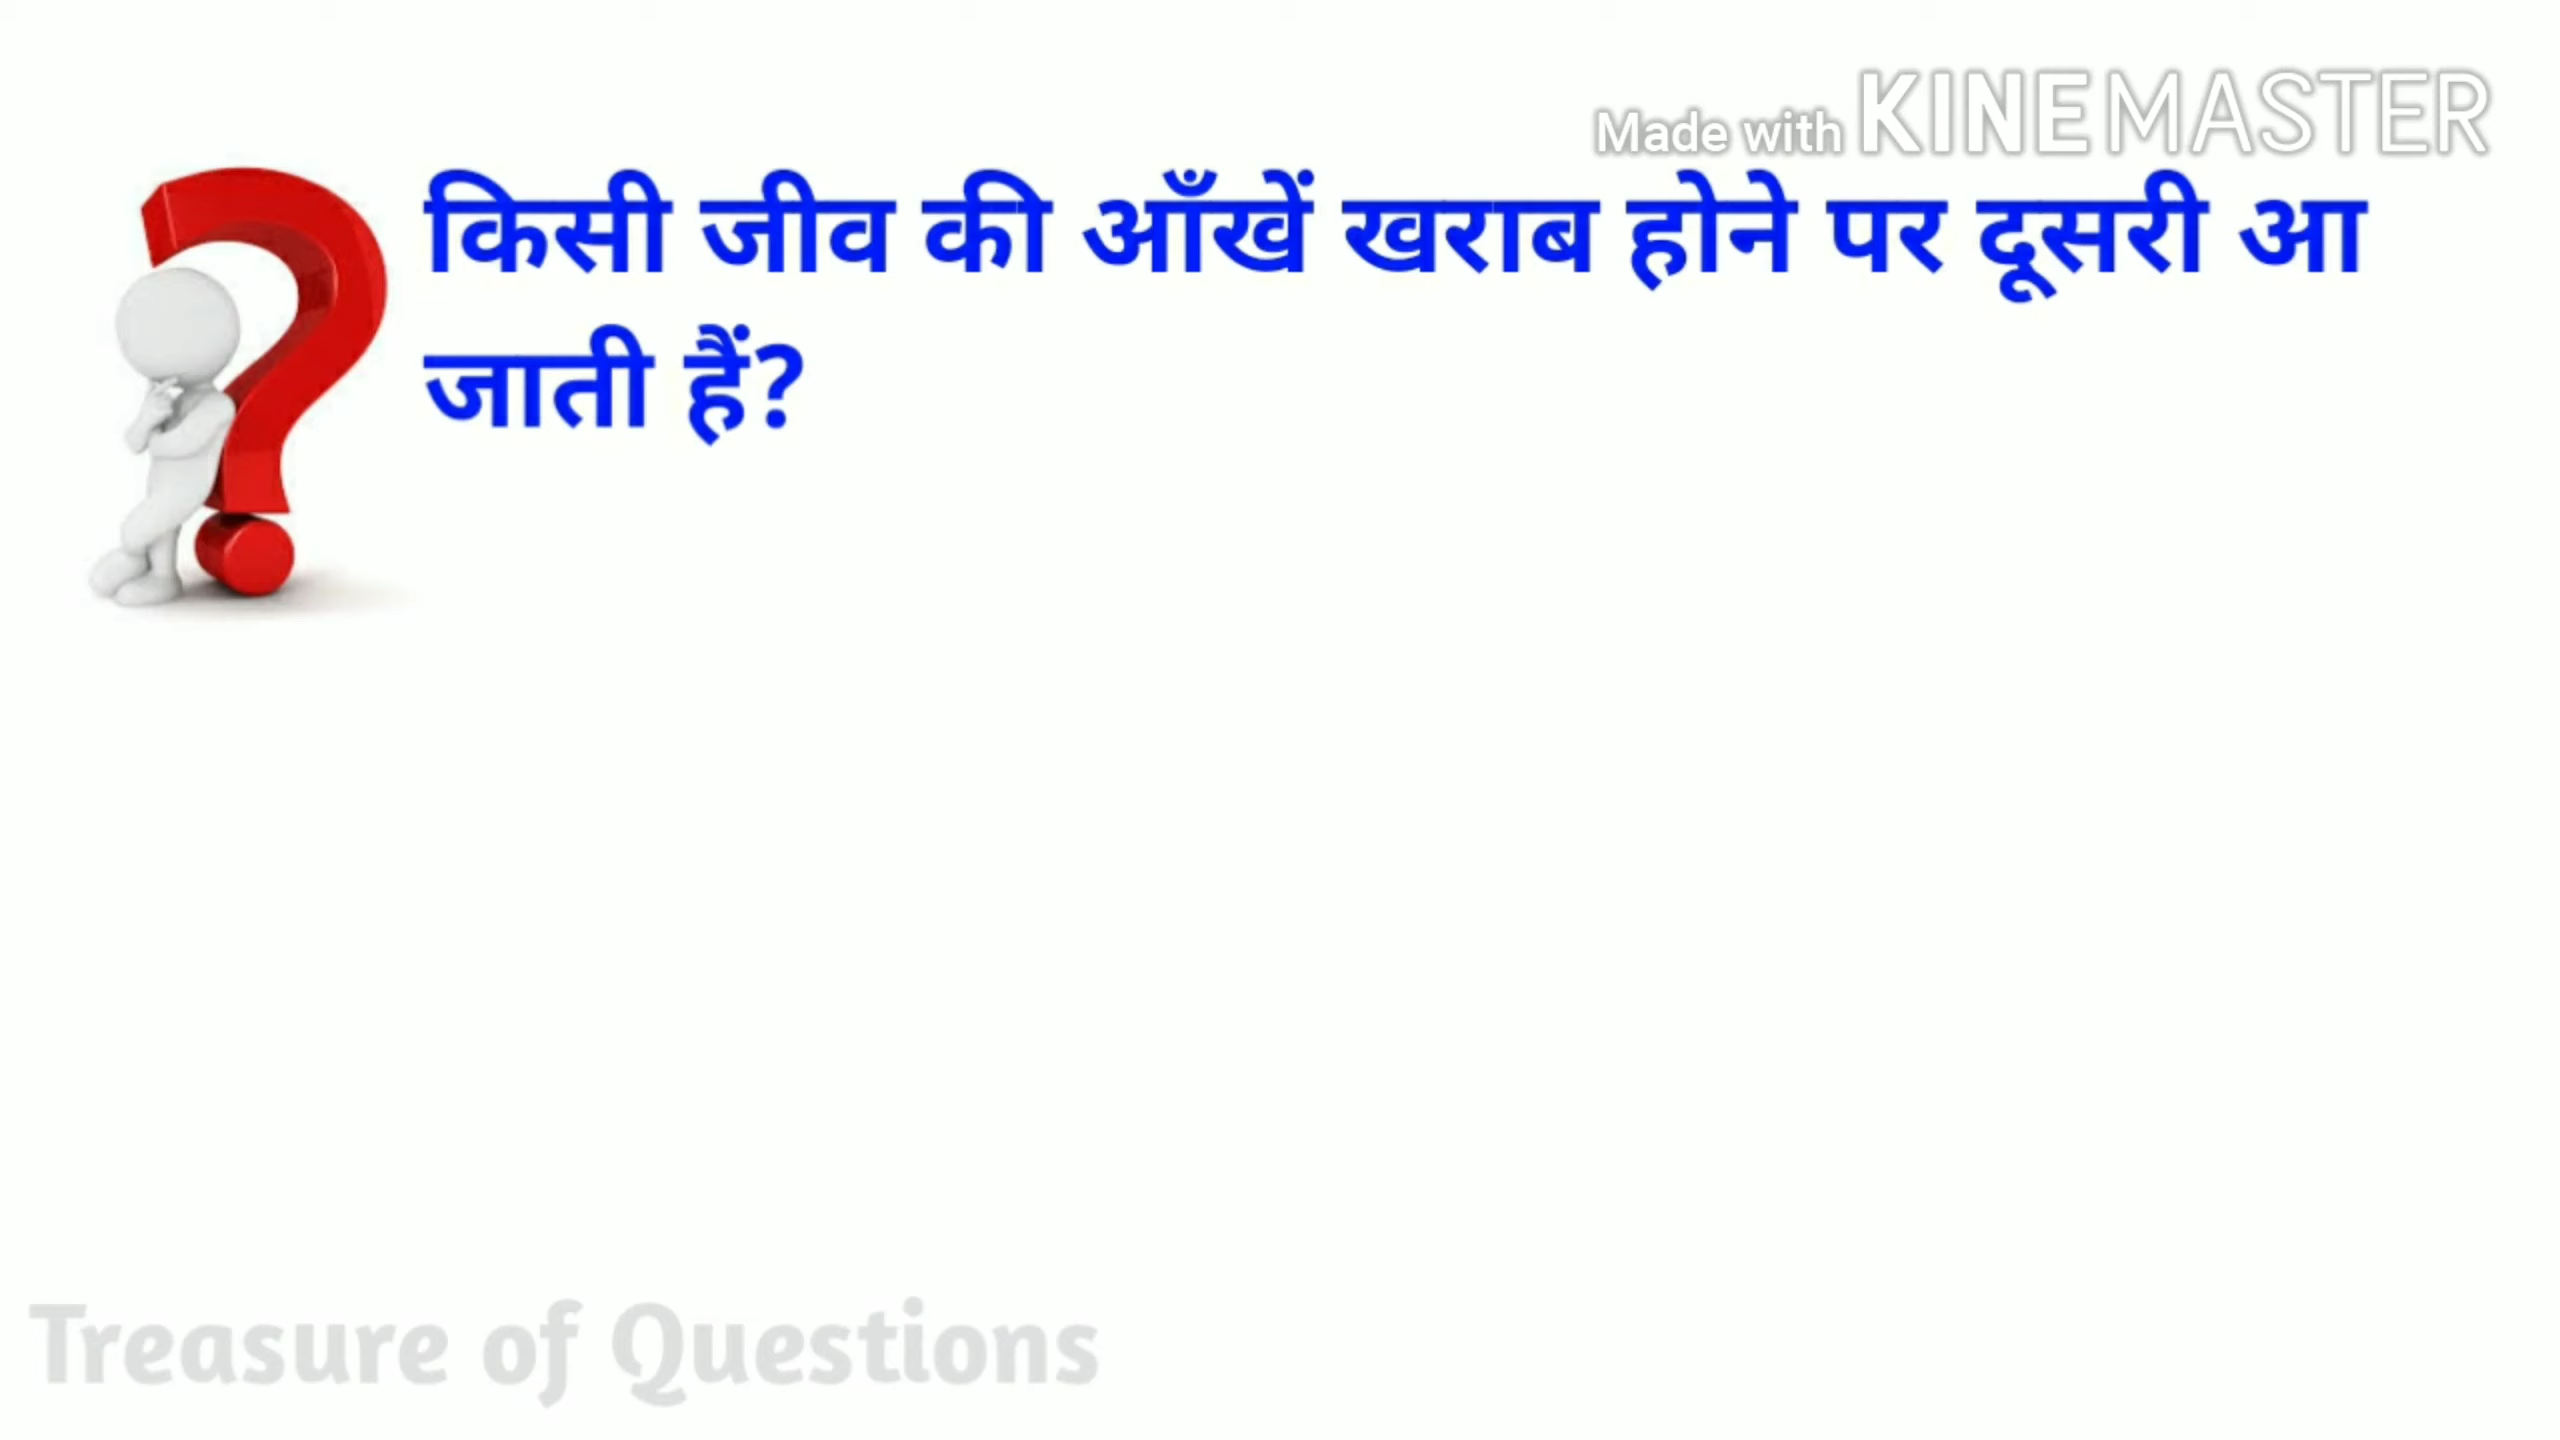 Made with KINEMASTER
किसी जीव की आँखें खराब होने पर दूसरी आ
जाती हैं?
Treasure of Questions